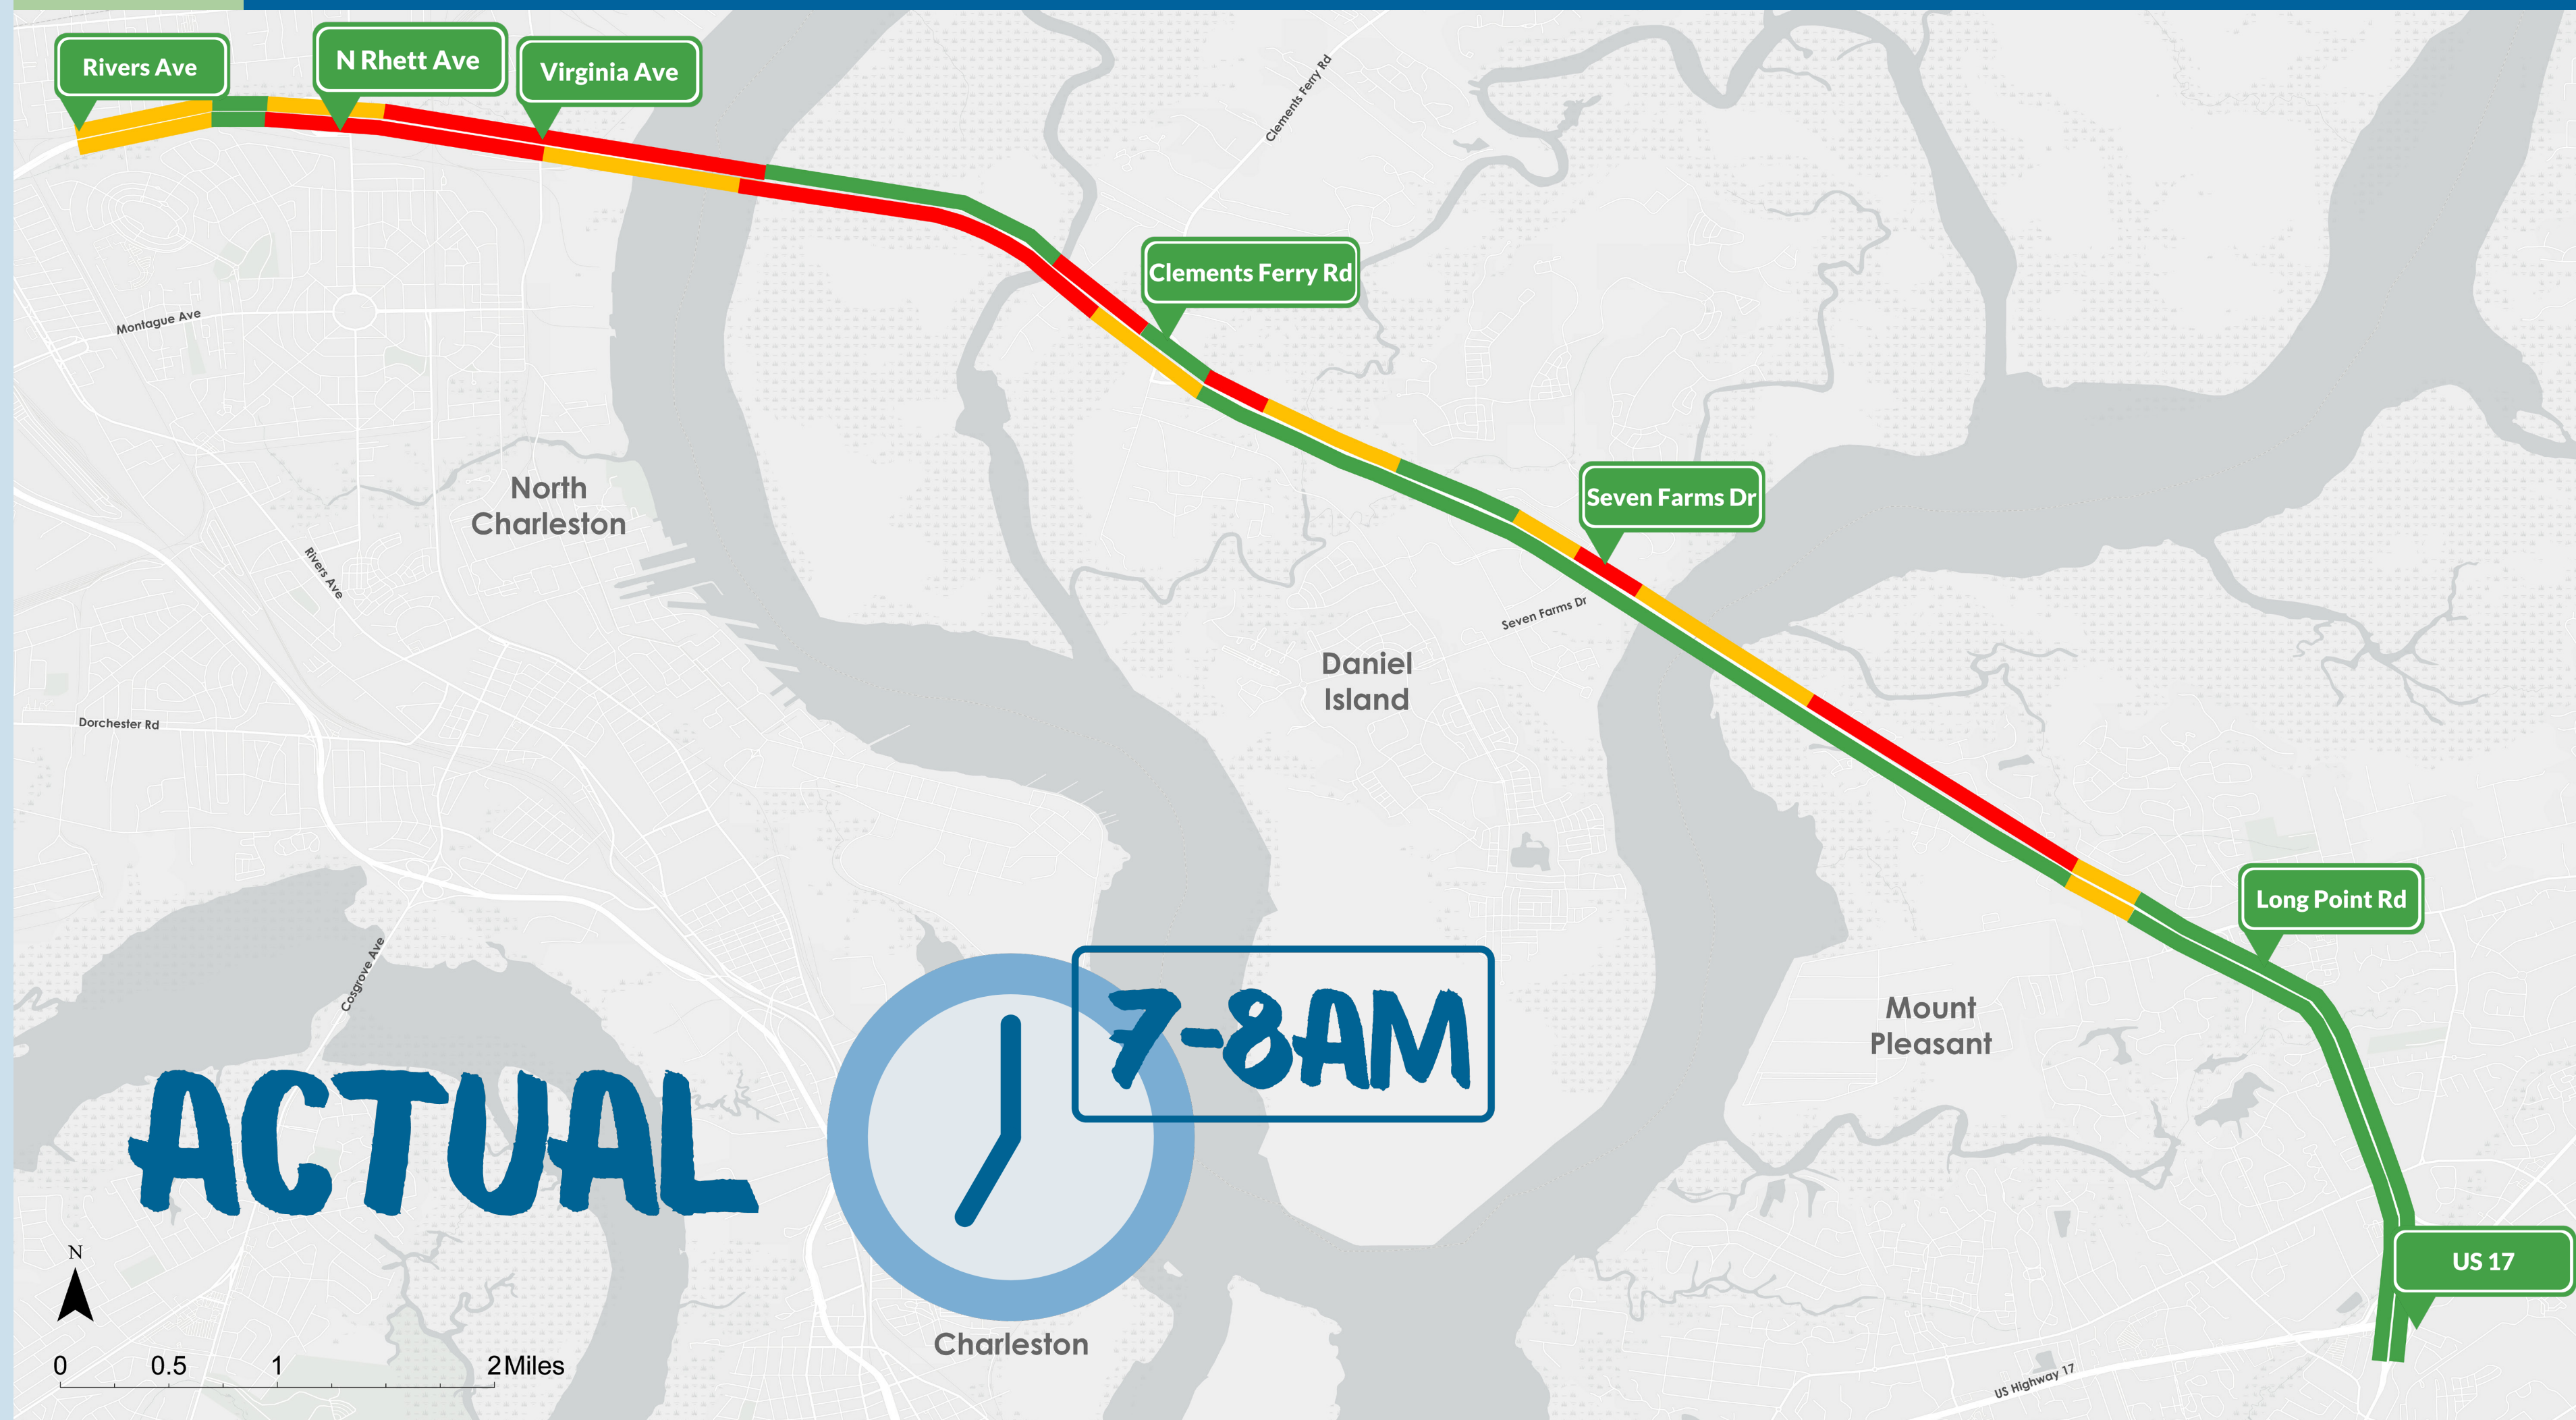 Rivers Ave
N Rhett Ave
Virginia Ave
Clements Ferry Rd
Clements Ferry Rd
Montague Ave
North
Charleston
Seven Farms Dr
Rivers Ave
Seven Farms Dr
Daniel
Island
Dorchester Rd
Long Point Rd
Cosgrove Ave
7-8AM
Mount
Pleasant
ACTUAL
N
US 17
Charleston
0 0.5 1 2 Miles
US Highway 17